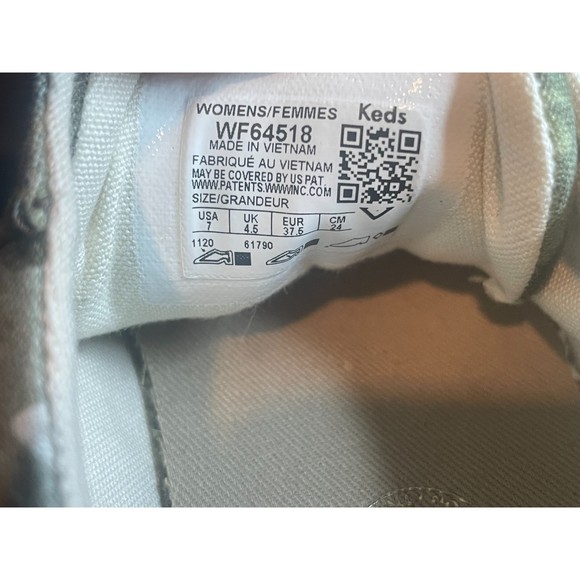 WOMENS/FEMMES Keds
WF64518
MADE IN VIETNAM
FABRIQUÉ AU VIETNAM
MAY BE COVERED BY US PAT.
WWW.PATENTS.WWWINC.COM
SIZE/GRANDEUR
USA UK EUR CM
7 4.5 37.5 24
1120 61790